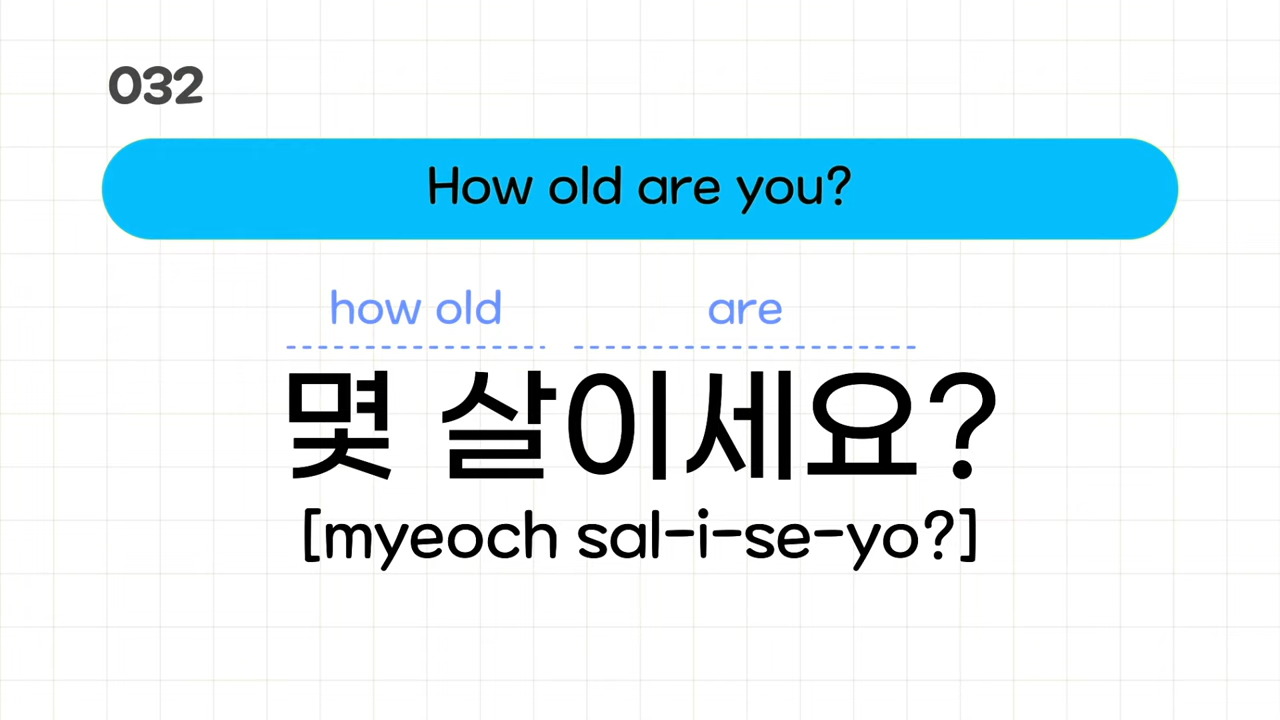 032
How old are you?
how old are
몇 살이세요?
[myeoch sal-i-se-yo?]